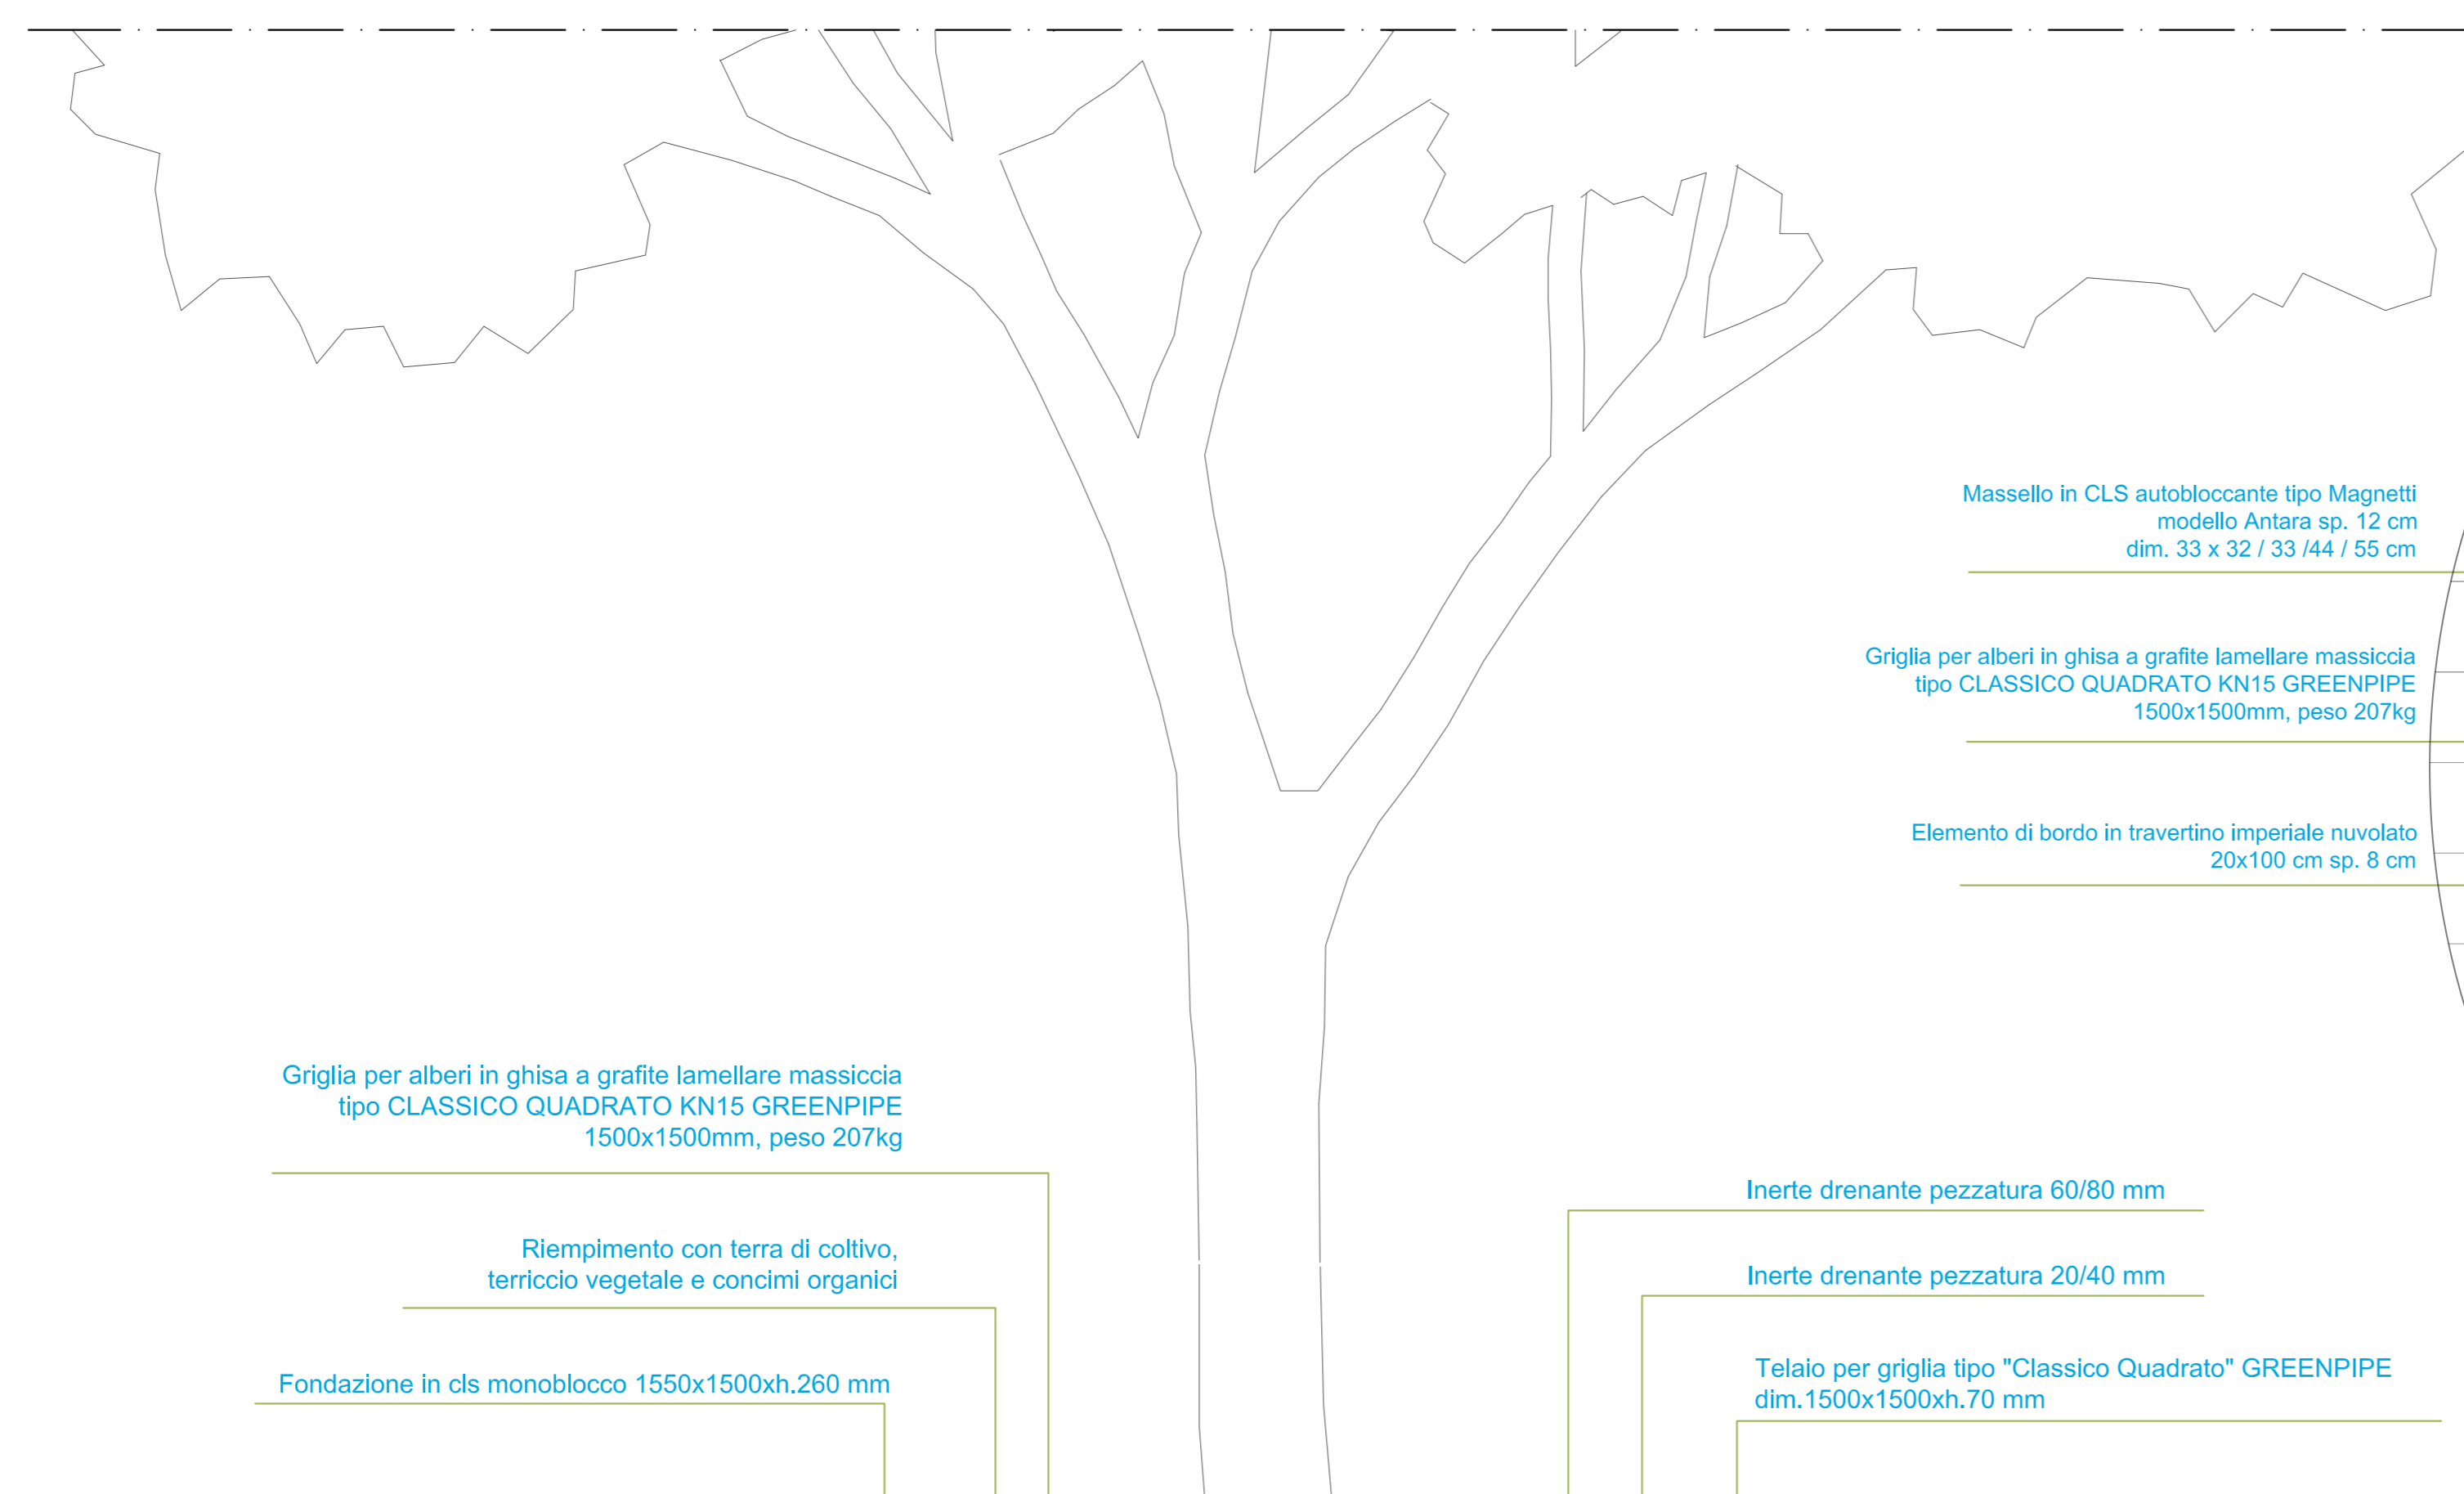 Massello in CLS autobloccante tipo Magnetti
modello Antara sp. 12 cm
dim. 33 x 32 / 33 /44 / 55 cm
Griglia per alberi in ghisa a grafite lamellare massiccia
tipo CLASSICO QUADRATO KN15 GREENPIPE
1500x1500mm, peso 207kg
Elemento di bordo in travertino imperiale nuvolato
20x100 cm sp. 8 cm
Griglia per alberi in ghisa a grafite lamellare massiccia
tipo CLASSICO QUADRATO KN15 GREENPIPE
1500x1500mm, peso 207kg
Riempimento con terra di coltivo,
terriccio vegetale e concimi organici
Fondazione in cls monoblocco 1550x1500xh.260 mm
Inerte drenante pezzatura 60/80 mm
Inerte drenante pezzatura 20/40 mm
Telaio per griglia tipo "Classico Quadrato" GREENPIPE
dim.1500x1500xh.70 mm